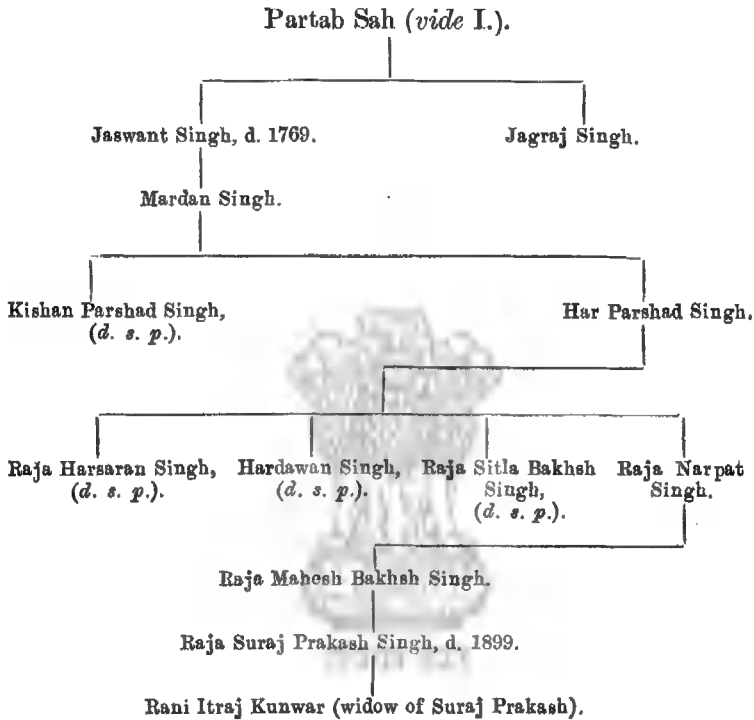 Partab Sah (vide I.).
Jaswant Singh, d. 1769.
Jagraj Singh.
Mardan Singh.
Kishan Parshad Singh,
(d. s. p.).
Har Parshad Singh.
Raja Harsaran Singh,
(d. s. p.).
Hardawan Singh,
(d. s. p.).
Raja Sitla Bakhsh
Singh,
(d. s. p.).
Raja Narpat
Singh.
Raja Mahesh Bakhsh Singh.
Raja Suraj Prakash Singh, d. 1899.
Rani Itraj Kunwar (widow of Suraj Prakash).